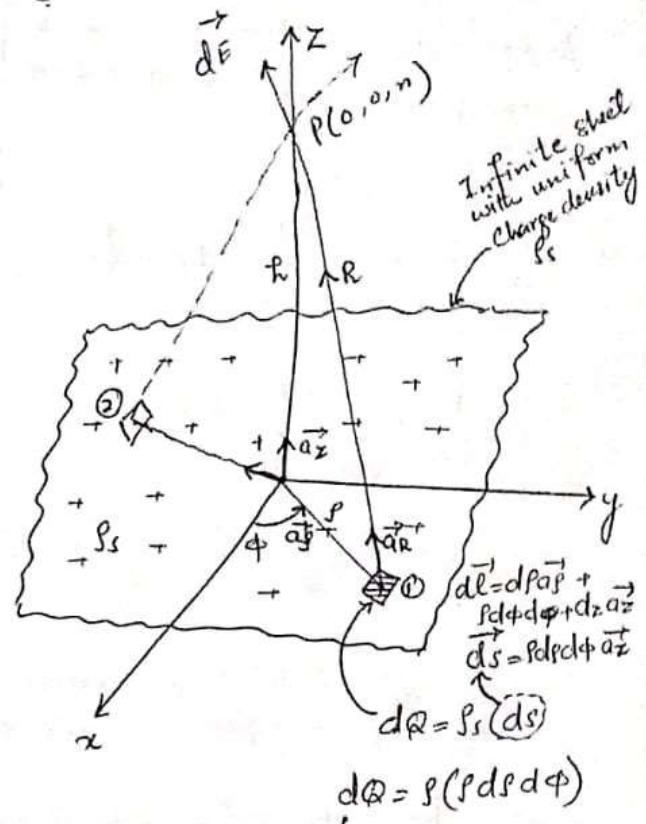 dE
z
P(0,0,n)
Infinite sheet
with uniform
charge density
ρs
h
R
②
az
y
ρs
ϕ
aρ
ρ
aR
①
dl = dρ aρ +
ρdϕ dϕ + dz az
ds = ρdρdϕ az
x
dQ = ρs (ds)
dQ = ρ(ρdρdϕ)